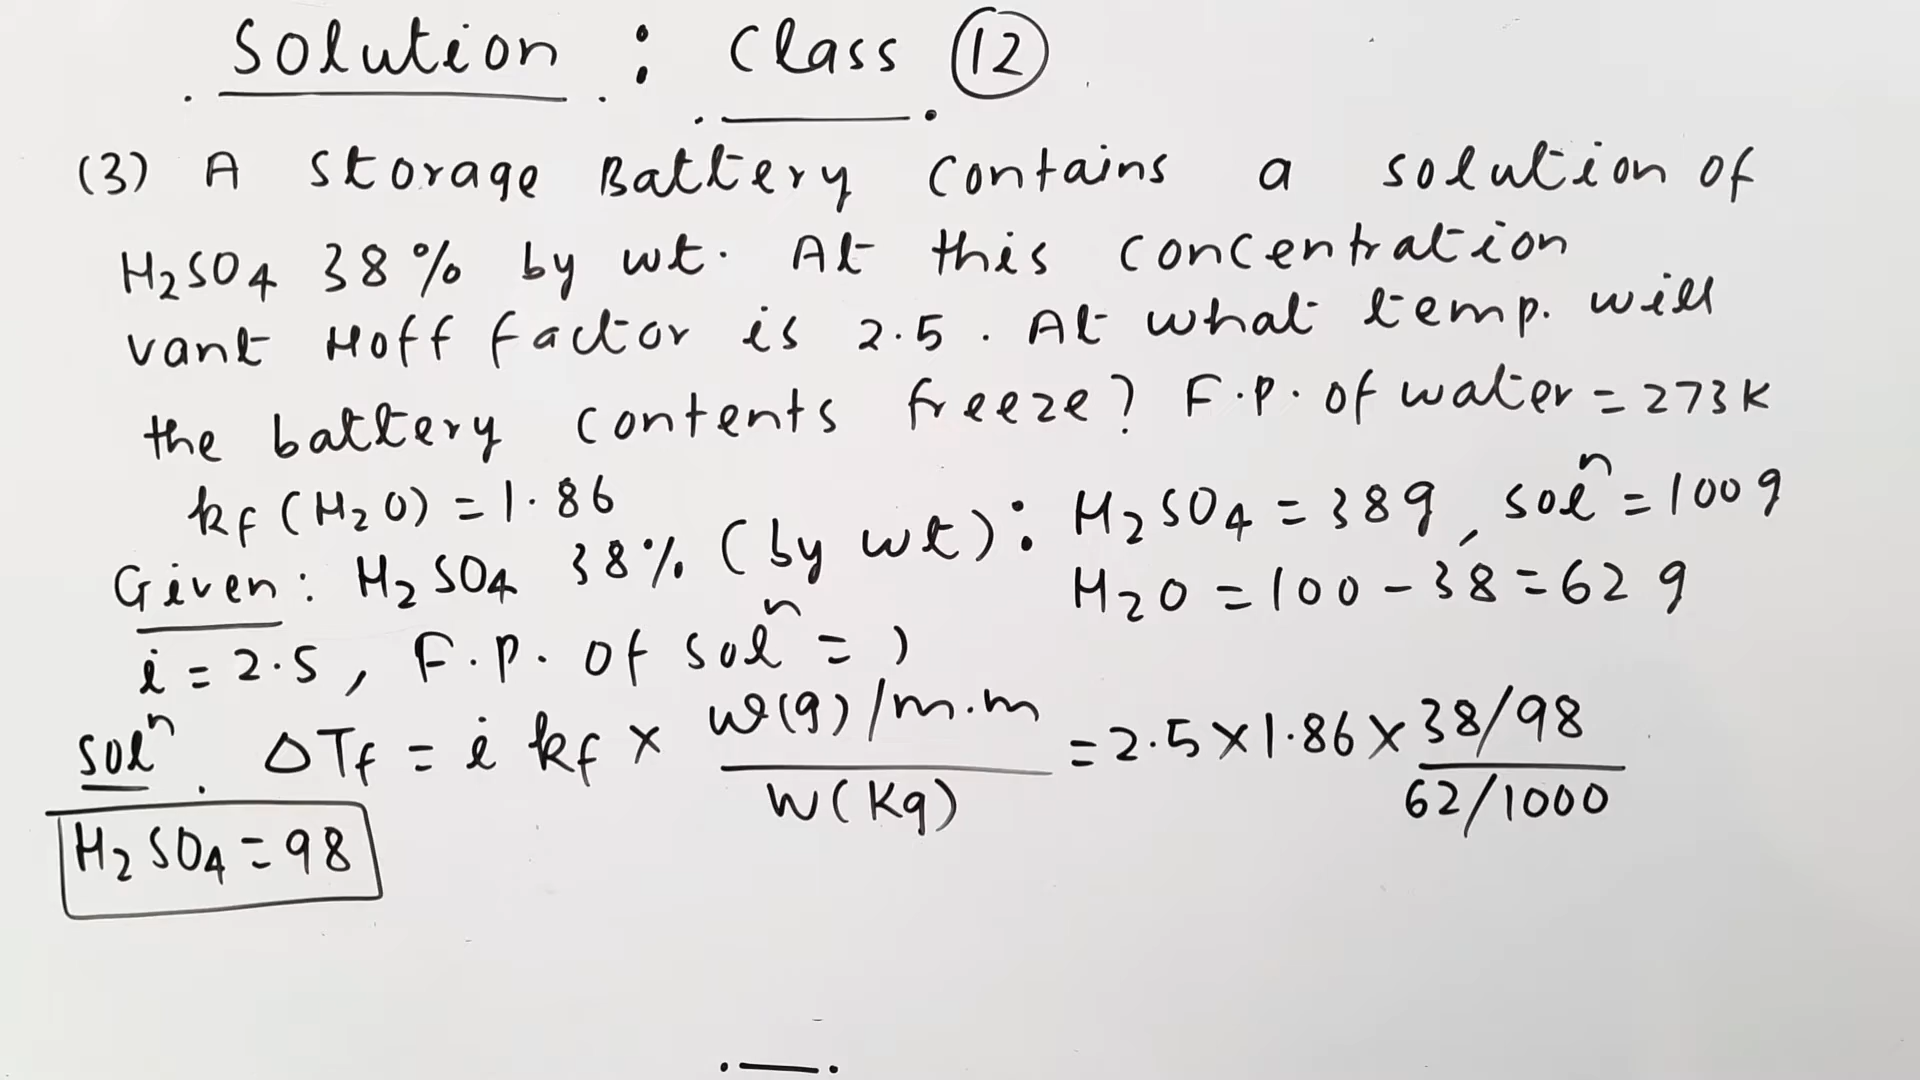 Solution : Class 12
(3) A storage Battery contains a solution of
H₂SO₄ 38% by wt. At this concentration
vant Hoff factor is 2.5. At what temp. will
the battery contents freeze? F.P. of water = 273K
kf (H₂O) = 1.86
Given: H₂SO₄ 38% (by wt): H₂SO₄ = 38g, solⁿ = 100g
H₂O = 100 - 38 = 62 g
i = 2.5, F.P. of solⁿ = ?
solⁿ. ΔTf = i kf × w(g)/m.m / W(Kg) = 2.5 × 1.86 × 38/98 / 62/1000
H₂SO₄ = 98